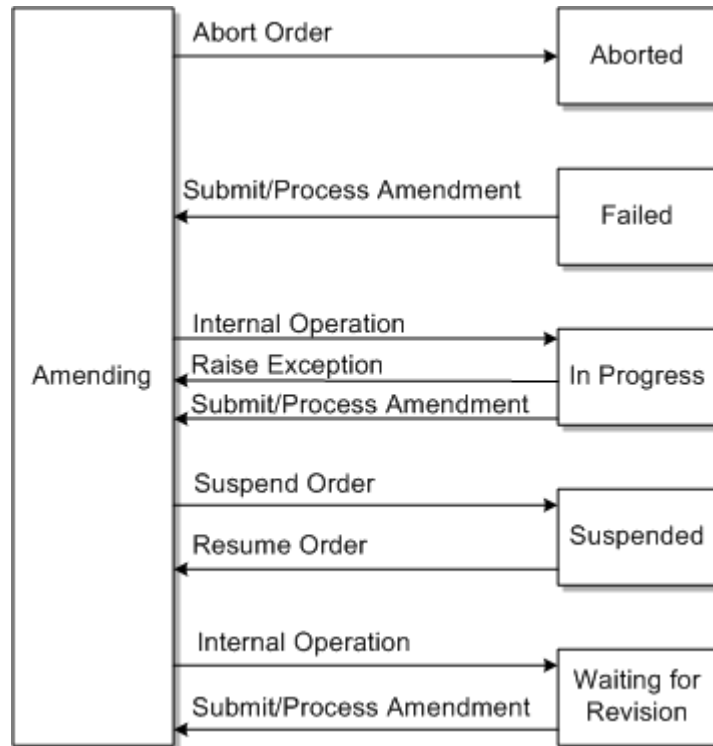 Abort Order
Aborted
Submit/Process Amendment
Failed
Internal Operation
Raise Exception
Amending
In Progress
Submit/Process Amendment
Suspend Order
Suspended
Resume Order
Internal Operation
Waiting for
Revision
Submit/Process Amendment